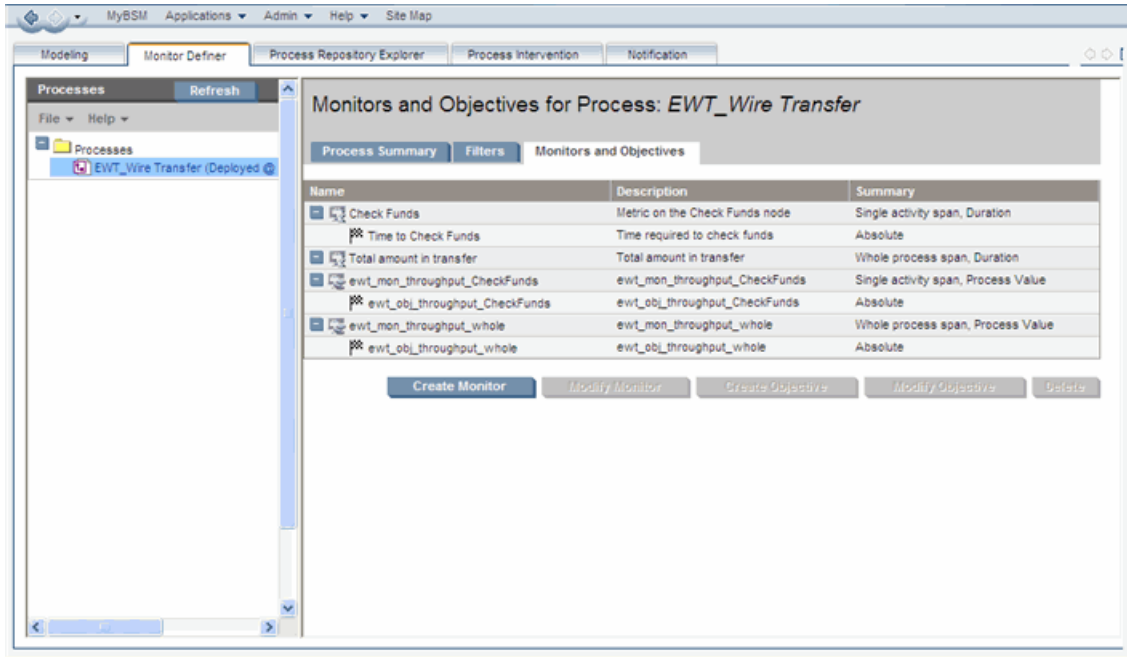 MyBSM Applications Admin Help Site Map
Modeling Monitor Definer Process Repository Explorer Process Intervention Notification
Processes Refresh
File Help
Processes
EWT_Wire Transfer (Deployed @
Monitors and Objectives for Process: EWT_Wire Transfer
Process Summary Filters Monitors and Objectives
Name Description Summary
Check Funds Metric on the Check Funds node Single activity span, Duration
Time to Check Funds Time required to check funds Absolute
Total amount in transfer Total amount in transfer Whole process span, Duration
ewt_mon_throughput_CheckFunds ewt_mon_throughput_CheckFunds Single activity span, Process Value
ewt_obj_throughput_CheckFunds ewt_obj_throughput_CheckFunds Absolute
ewt_mon_throughput_whole ewt_mon_throughput_whole Whole process span, Process Value
ewt_obj_throughput_whole ewt_obj_throughput_whole Absolute
Create Monitor Modify Monitor Create Objective Modify Objective Delete